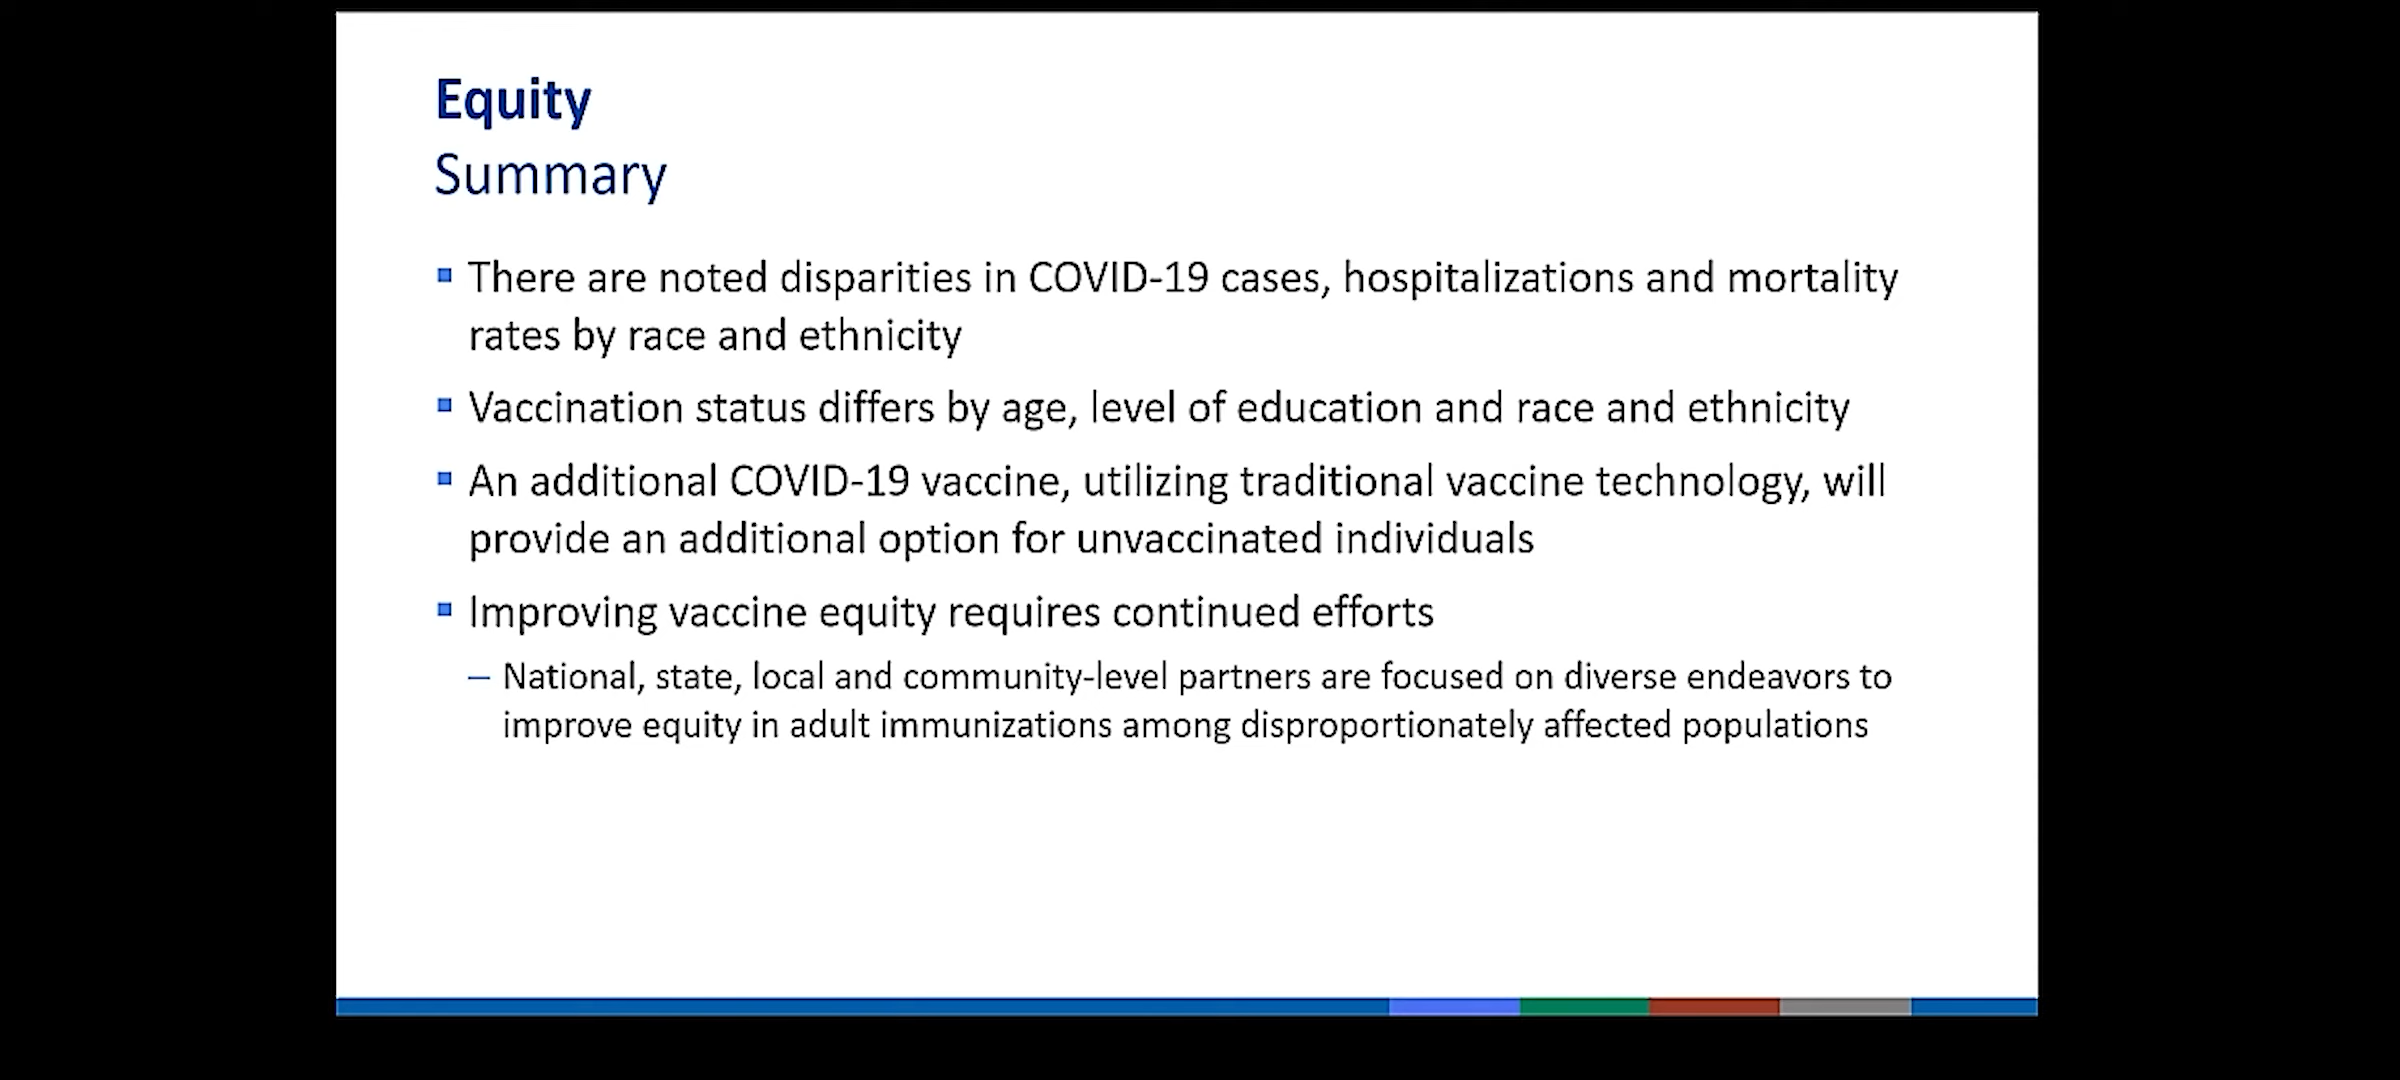 Equity
Summary
▪ There are noted disparities in COVID-19 cases, hospitalizations and mortality
rates by race and ethnicity
▪ Vaccination status differs by age, level of education and race and ethnicity
▪ An additional COVID-19 vaccine, utilizing traditional vaccine technology, will
provide an additional option for unvaccinated individuals
▪ Improving vaccine equity requires continued efforts
– National, state, local and community-level partners are focused on diverse endeavors to
improve equity in adult immunizations among disproportionately affected populations